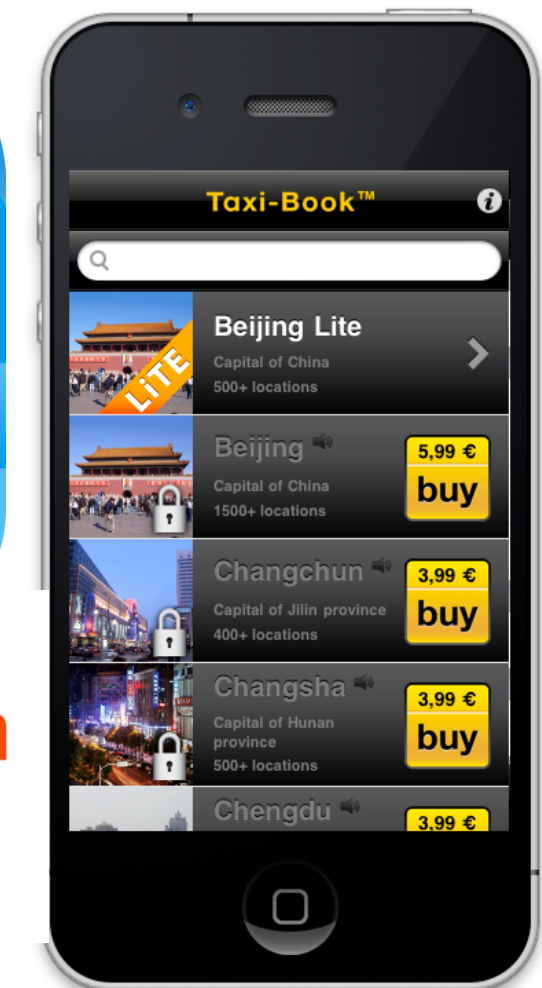 Taxi-Book™
i
Beijing Lite
Capital of China
500+ locations
LiTE
Beijing
Capital of China
1500+ locations
5,99 €
buy
Changchun
Capital of Jilin province
400+ locations
3,99 €
buy
Changsha
Capital of Hunan
province
500+ locations
3,99 €
buy
Chengdu
3,99 €